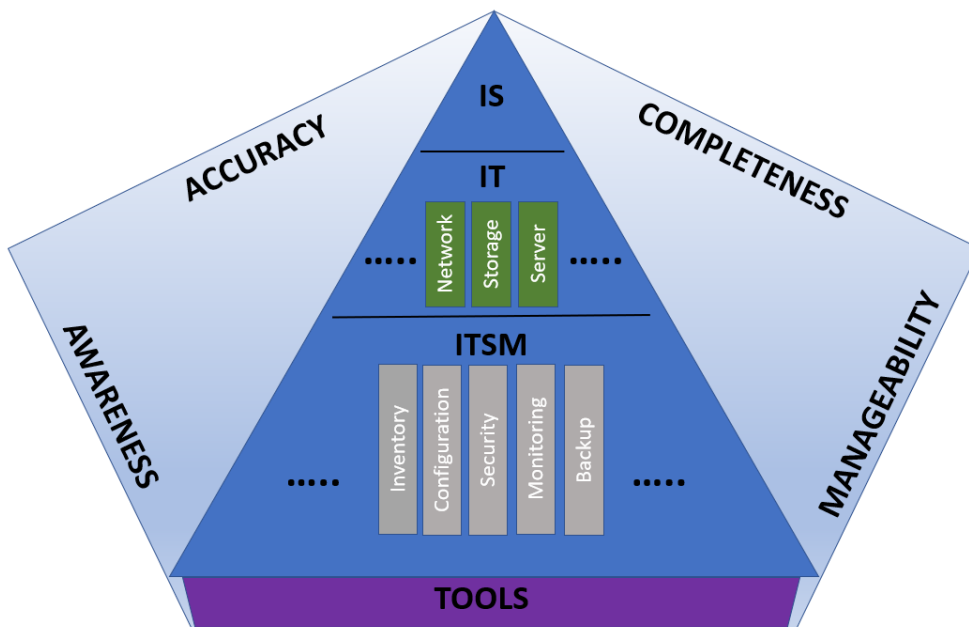 IS
ACCURACY
COMPLETENESS
IT
.....
Network
Storage
Server
.....
AWARENESS
ITSM
MANAGEABILITY
.....
Inventory
Configuration
Security
Monitoring
Backup
.....
TOOLS